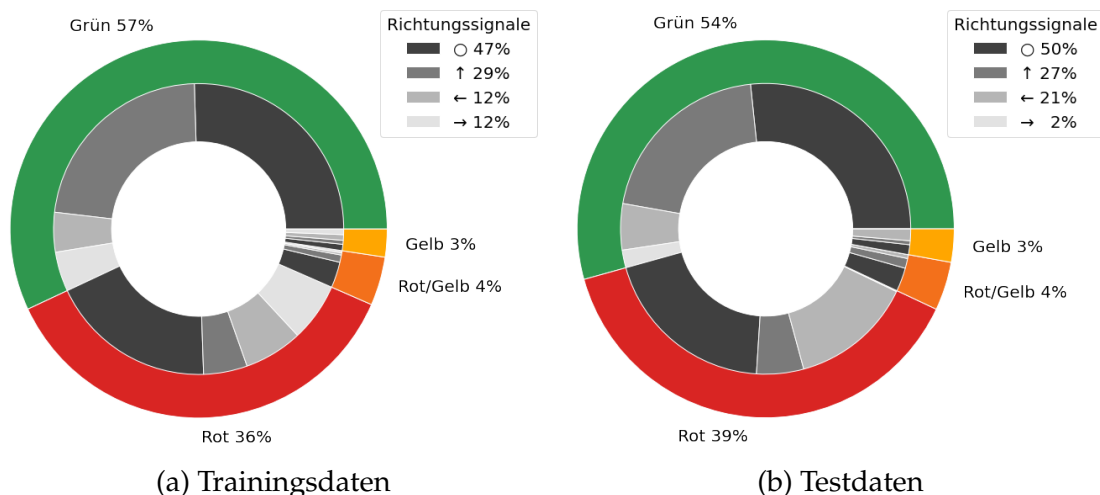 Grün 57%
Richtungssignale
○ 47%
↑ 29%
← 12%
→ 12%
Gelb 3%
Rot/Gelb 4%
Rot 36%
(a) Trainingsdaten
Grün 54%
Richtungssignale
○ 50%
↑ 27%
← 21%
→ 2%
Gelb 3%
Rot/Gelb 4%
Rot 39%
(b) Testdaten